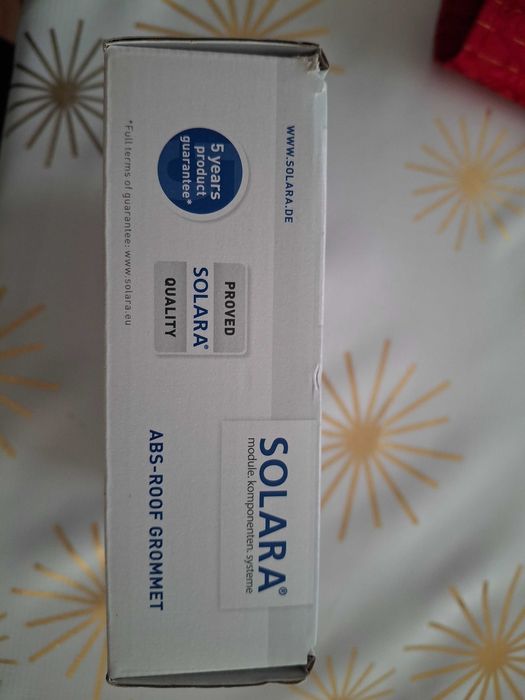 WWW.SOLARA.DE
5 years
product
guarantee*
*Full terms of guarantee: www.solara.eu
PROVED
SOLARA®
QUALITY
SOLARA®
module. komponenten. systeme
ABS-ROOF GROMMET